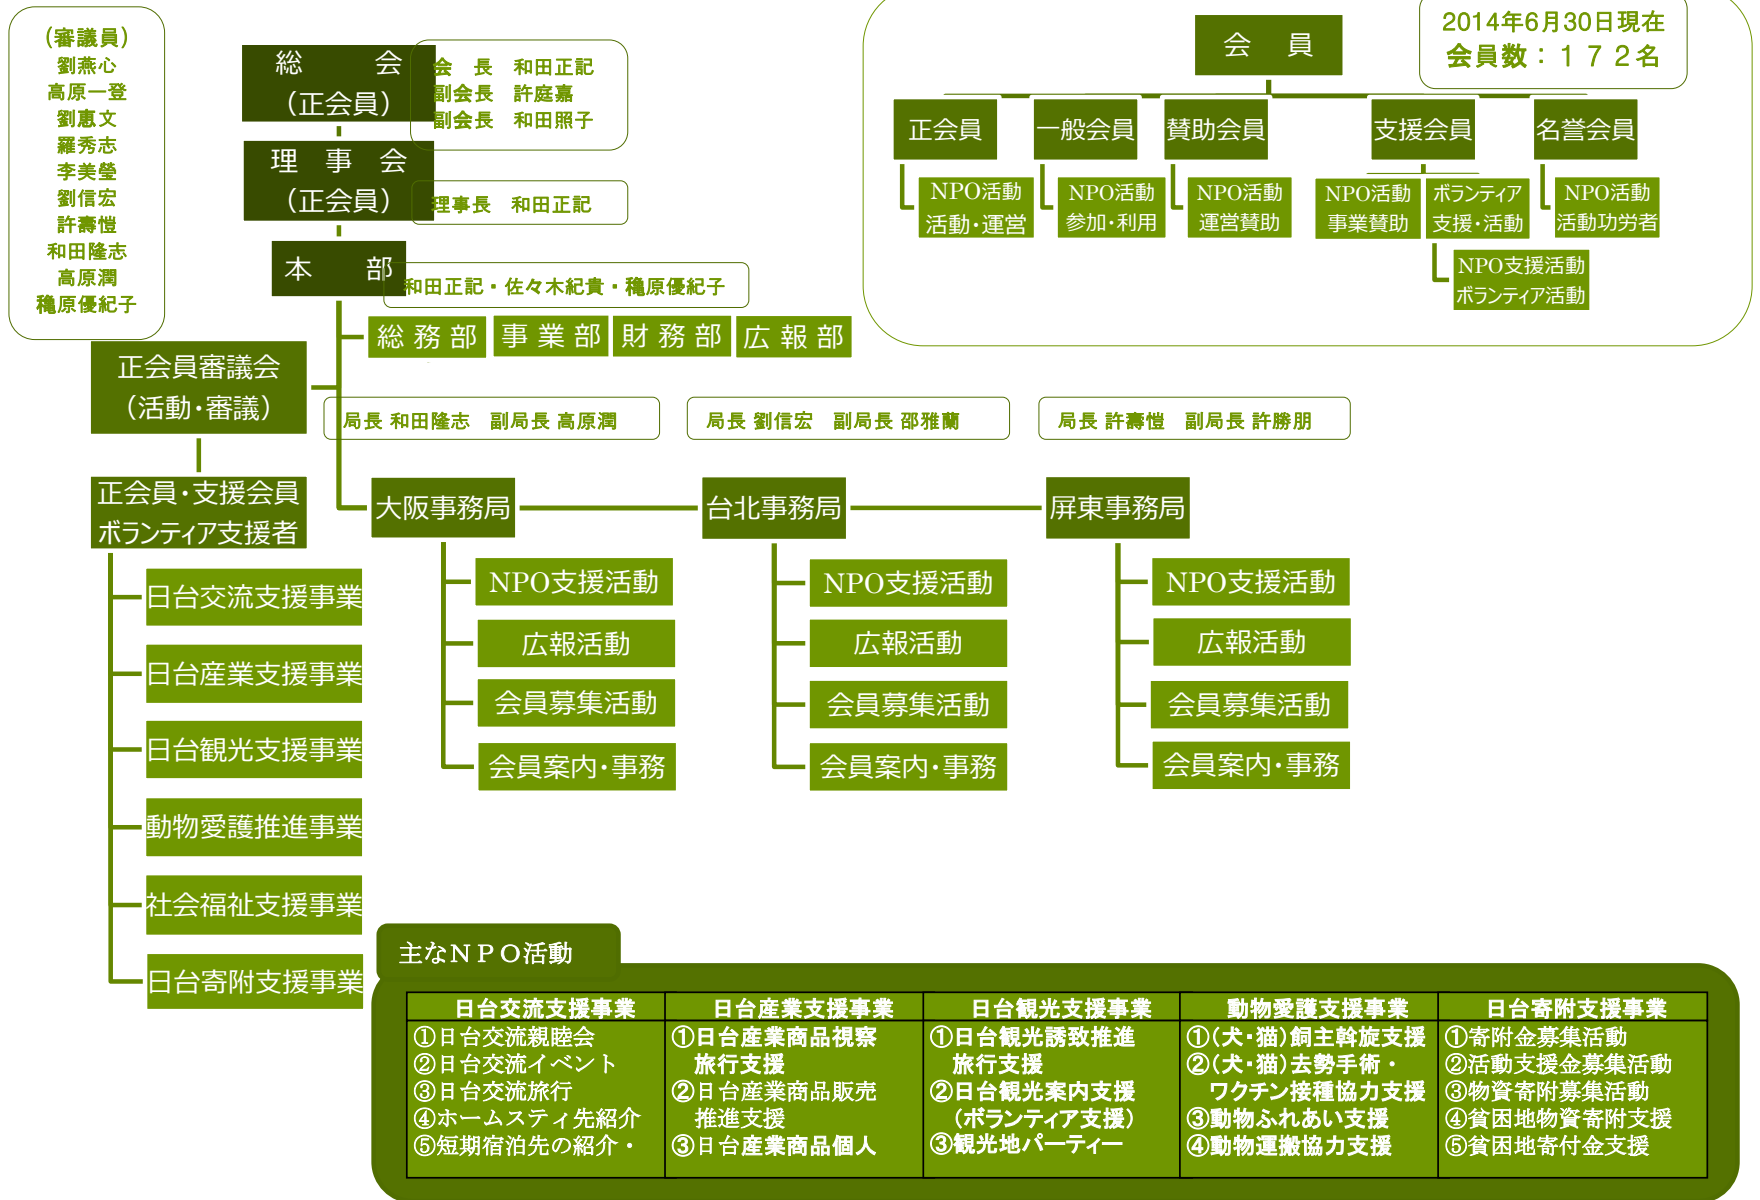 (審議員)
劉燕心
高原一登
劉恵文
羅秀志
李美瑩
劉信宏
許壽愷
和田隆志
高原潤
穐原優紀子
総 会
(正会員)
会 長 和田正記
副会長 許庭嘉
副会長 和田照子
理 事 会
(正会員)
理事長 和田正記
本 部
和田正記・佐々木紀貴・穐原優紀子
総 務 部
事 業 部
財 務 部
広 報 部
会 員
2014年6月30日現在
会員数：１７２名
正会員
一般会員
賛助会員
支援会員
名誉会員
NPO活動
活動・運営
NPO活動
参加・利用
NPO活動
運営賛助
NPO活動
事業賛助
ボランティア
支援・活動
NPO活動
活動功労者
NPO支援活動
ボランティア活動
正会員審議会
(活動・審議)
局長 和田隆志 副局長 高原潤
局長 劉信宏 副局長 邵雅蘭
局長 許壽愷 副局長 許勝朋
正会員・支援会員
ボランティア支援者
大阪事務局
台北事務局
屏東事務局
日台交流支援事業
日台産業支援事業
日台観光支援事業
動物愛護推進事業
社会福祉支援事業
日台寄附支援事業
NPO支援活動
広報活動
会員募集活動
会員案内・事務
NPO支援活動
広報活動
会員募集活動
会員案内・事務
NPO支援活動
広報活動
会員募集活動
会員案内・事務
主なＮＰＯ活動
日台交流支援事業
①日台交流親睦会
②日台交流イベント
③日台交流旅行
④ホームスティ先紹介
⑤短期宿泊先の紹介・
日台産業支援事業
①日台産業商品視察
旅行支援
②日台産業商品販売
推進支援
③日台産業商品個人
日台観光支援事業
①日台観光誘致推進
旅行支援
②日台観光案内支援
(ボランティア支援)
③観光地パーティー
動物愛護支援事業
①(犬・猫)飼主斡旋支援
②(犬・猫)去勢手術・
ワクチン接種協力支援
③動物ふれあい支援
④動物運搬協力支援
日台寄附支援事業
①寄附金募集活動
②活動支援金募集活動
③物資寄附募集活動
④貧困地物資寄附支援
⑤貧困地寄付金支援